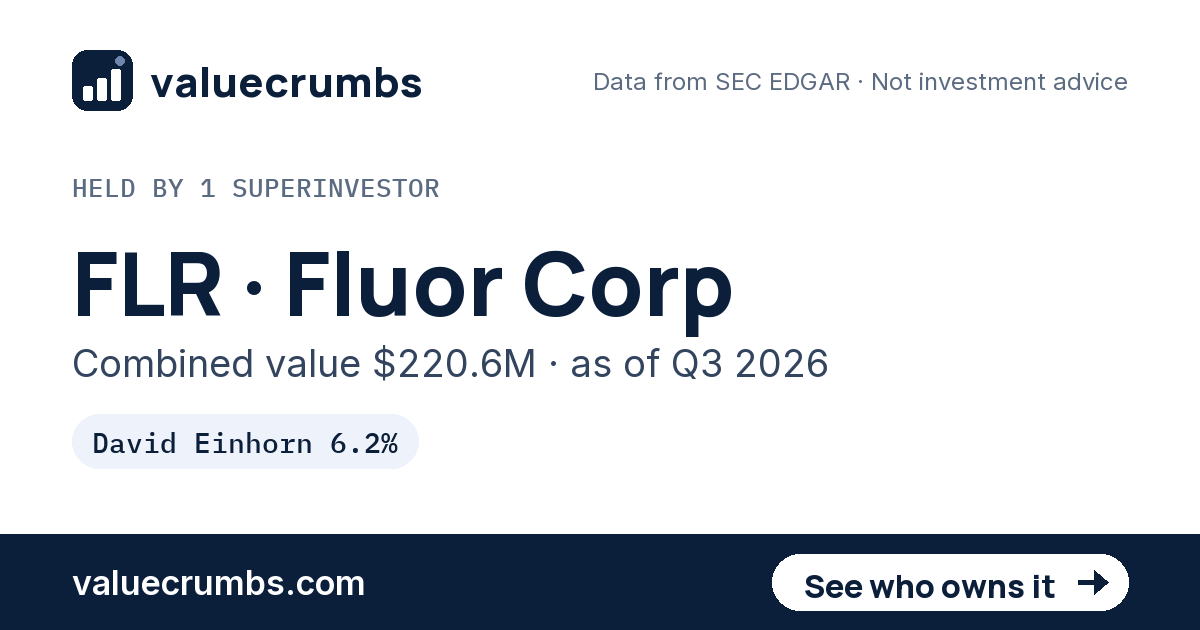 valuecrumbs
Data from SEC EDGAR · Not investment advice
HELD BY 1 SUPERINVESTOR
FLR · Fluor Corp
Combined value $220.6M · as of Q3 2026
David Einhorn 6.2%
valuecrumbs.com
See who owns it →